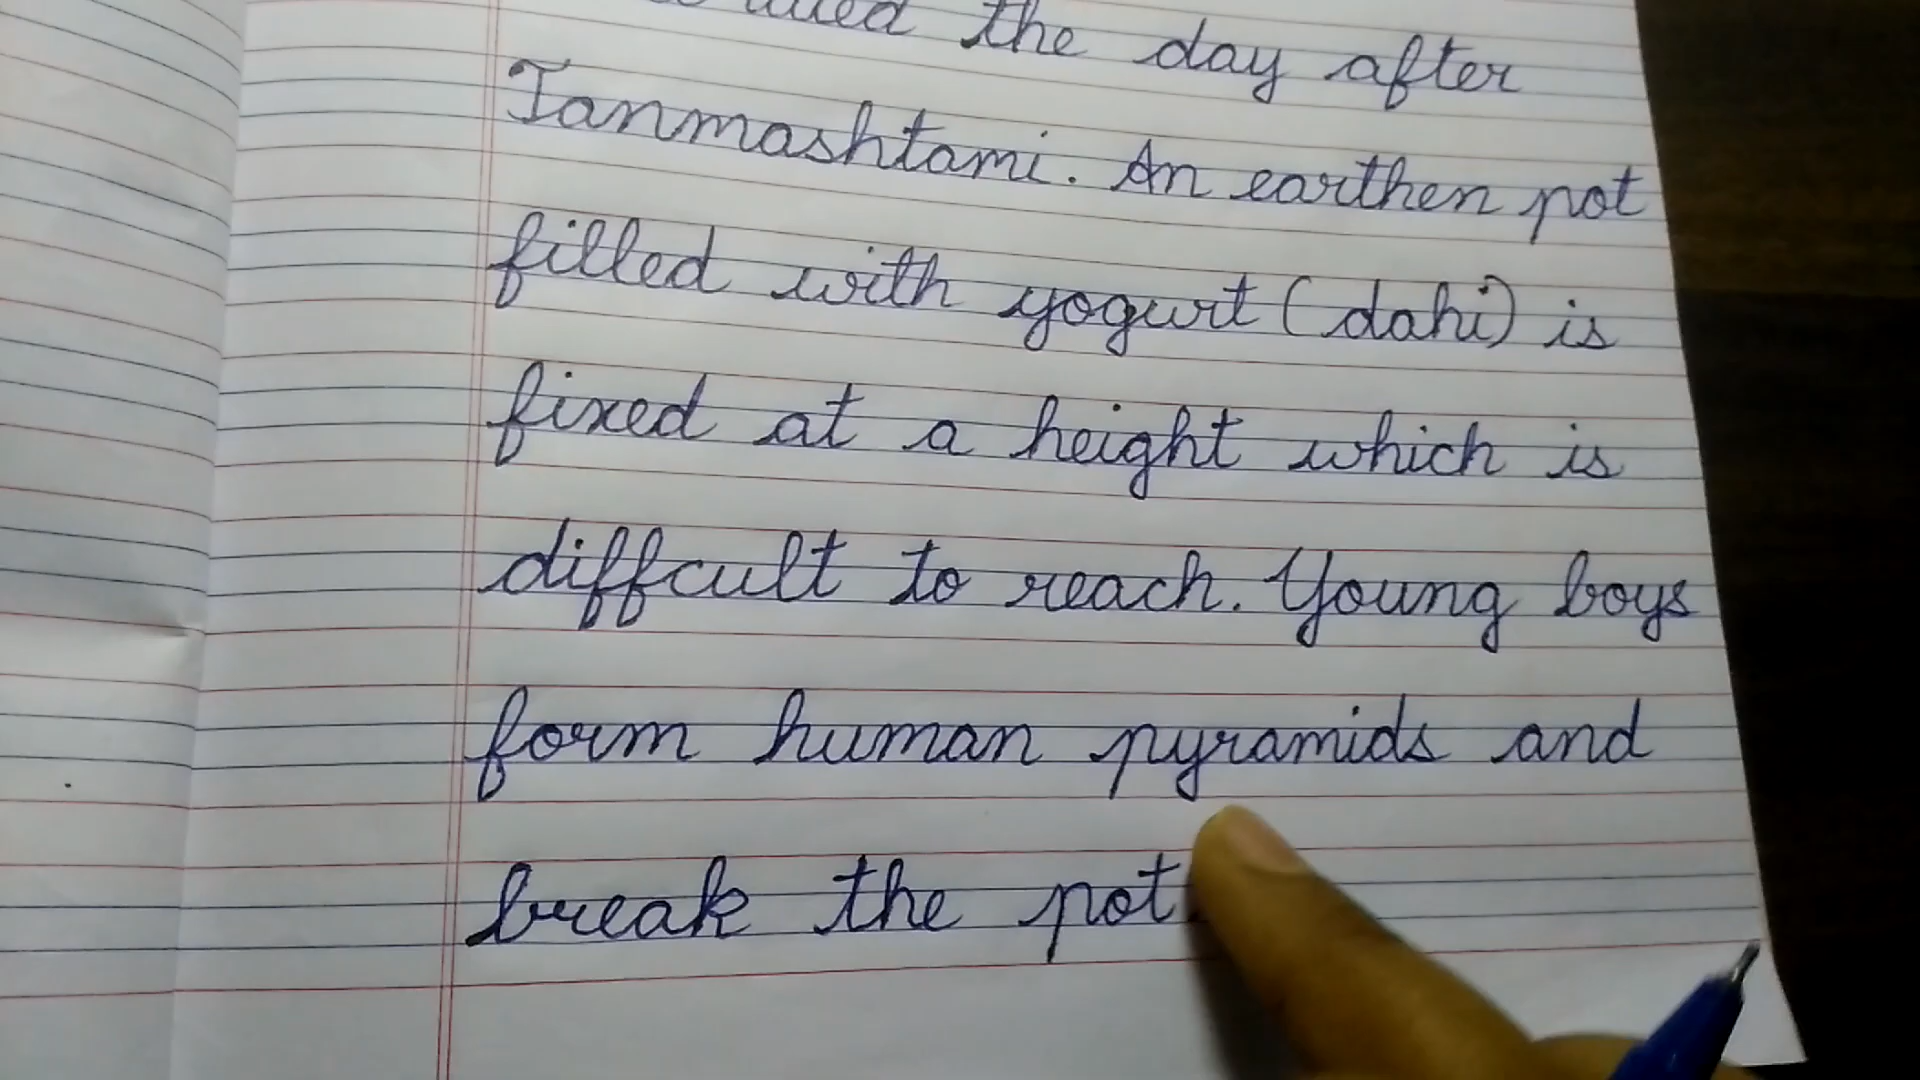 the day after
Janmashtami. An earthen pot
filled with yogurt (dahi) is
fixed at a height which is
diffcult to reach. Young boys
form human pyramids and
break the pot.